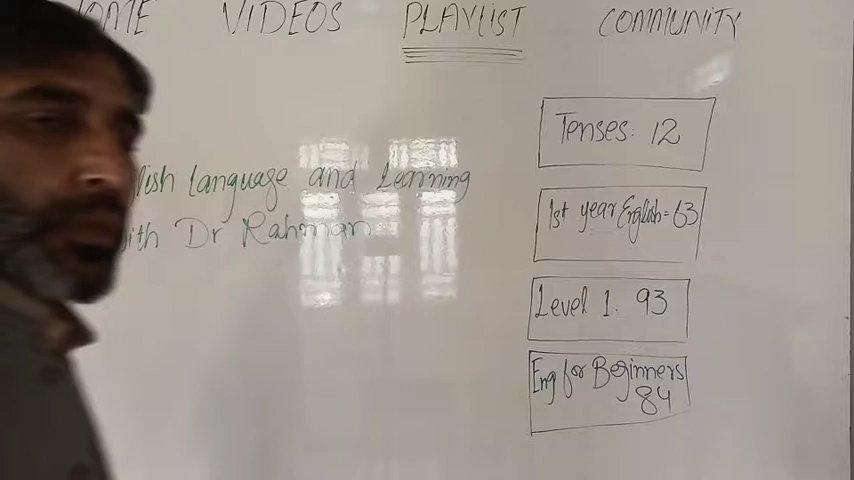 HOME VIDEOS PLAYLIST COMMUNITY
lish Language and Learning
ith Dr Rahman
Tenses. 12
1st year English = 63
Level 1. 93
Eng for Beginners
84